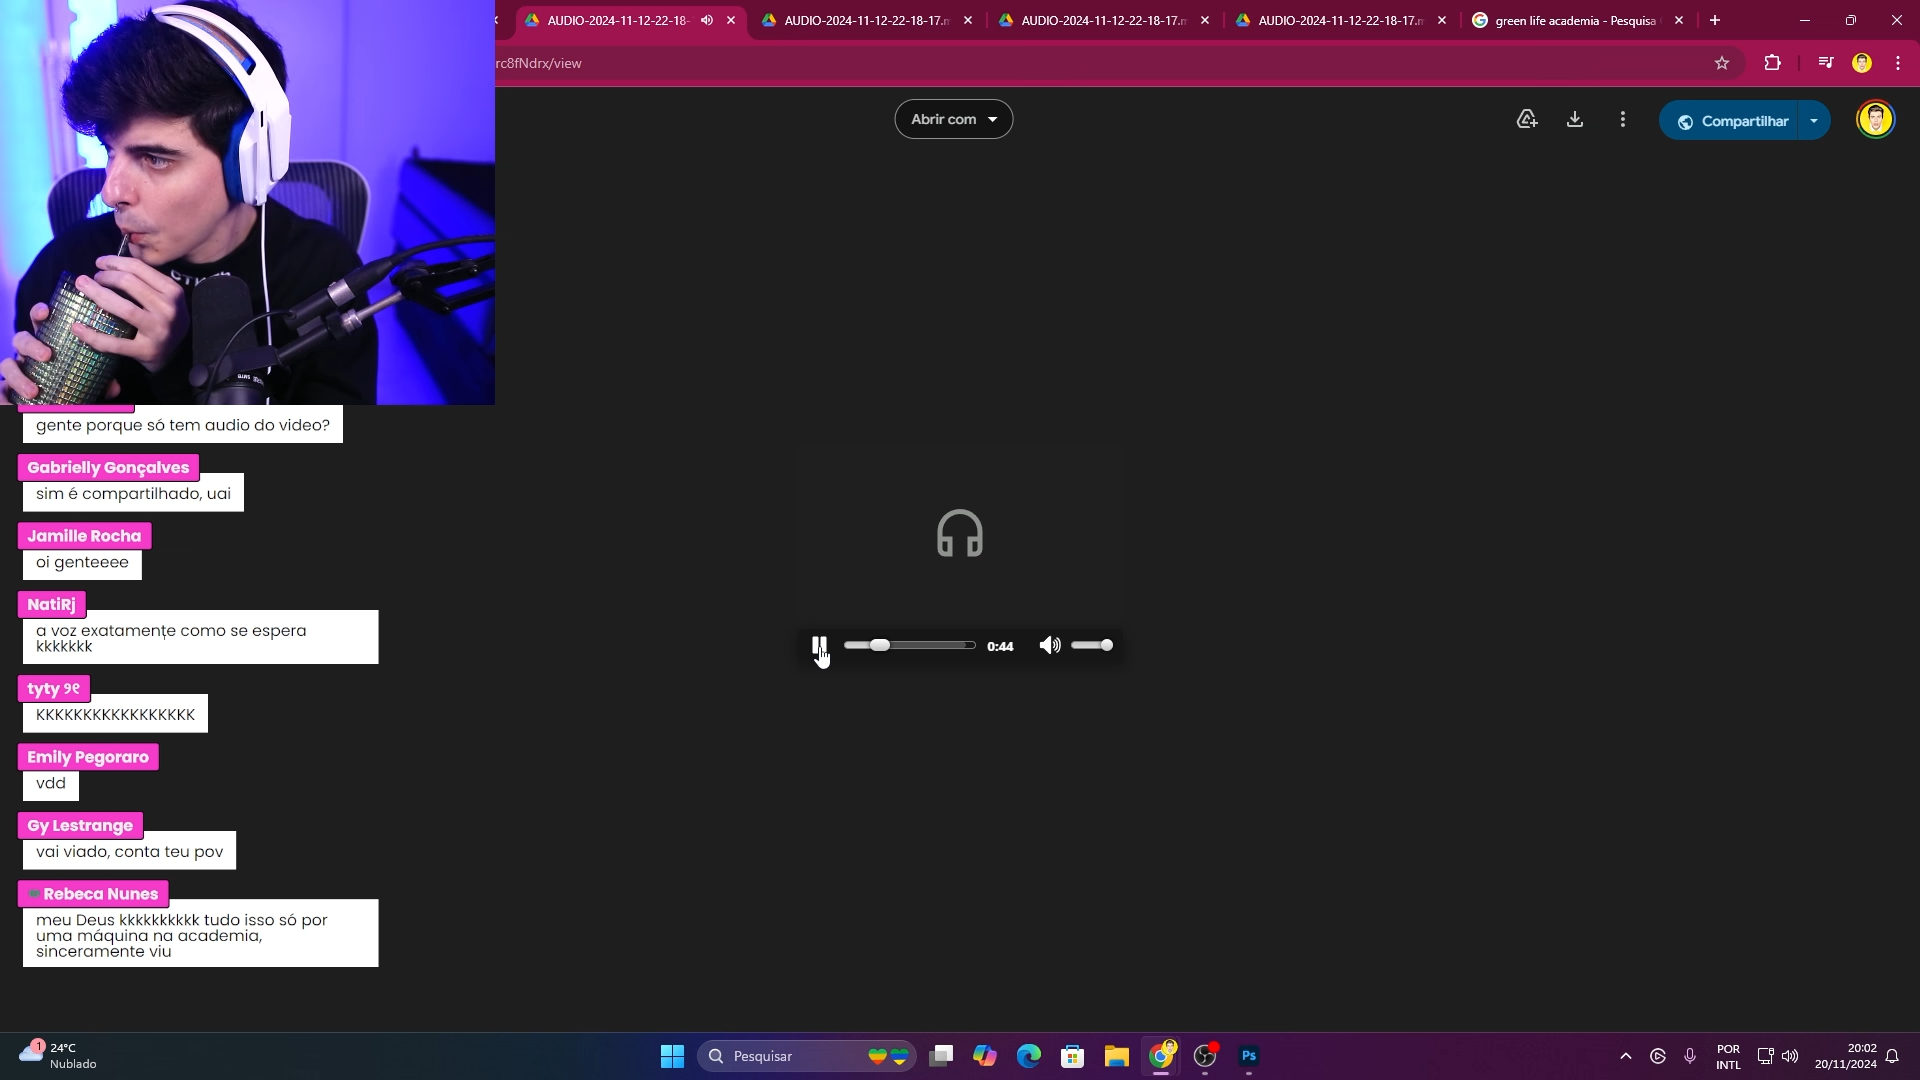 AUDIO-2024-11-12-22-18-
AUDIO-2024-11-12-22-18-17.m
AUDIO-2024-11-12-22-18-17.m
AUDIO-2024-11-12-22-18-17.m
green life academia - Pesquisa
rc8fNdrx/view
Abrir com
Compartilhar
gente porque só tem audio do video?
Gabrielly Gonçalves
sim é compartilhado, uai
Jamille Rocha
oi genteeee
NatiRj
a voz exatamente como se espera
kkkkkkk
tyty ୨୧
KKKKKKKKKKKKKKKKK
Emily Pegoraro
vdd
Gy Lestrange
vai viado, conta teu pov
Rebeca Nunes
meu Deus kkkkkkkkkk tudo isso só por
uma máquina na academia,
sinceramente viu
0:44
1
24°C
Nublado
Pesquisar
Ps
POR
INTL
20:02
20/11/2024